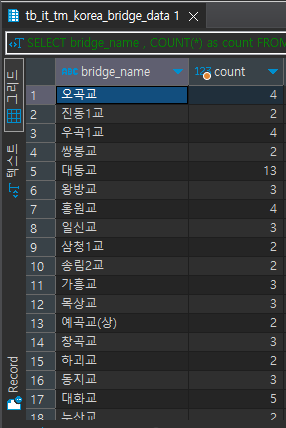 tb_it_tm_korea_bridge_data 1
SELECT bridge_name , COUNT(*) as count FROM
그리드
텍스트
Record
ABC bridge_name 123 count
1 오곡교 4
2 진동1교 2
3 우곡1교 4
4 쌍봉교 2
5 대동교 13
6 왕방교 3
7 홍원교 4
8 일신교 3
9 삼청1교 2
10 송림2교 2
11 가흥교 3
12 목상교 3
13 예곡교(상) 2
14 창곡교 3
15 하괴교 2
16 동지교 3
17 대화교 5
18 누산교 2